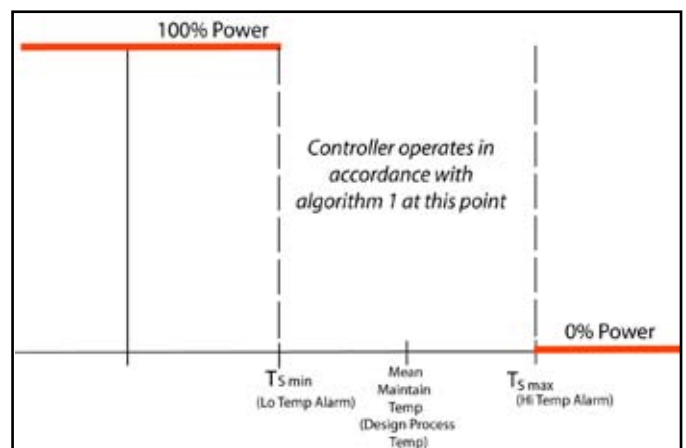 100% Power
Controller operates in
accordance with
algorithm 1 at this point
0% Power
TS min
(Lo Temp Alarm)
Mean
Maintain
Temp
(Design Process
Temp)
TS max
(Hi Temp Alarm)